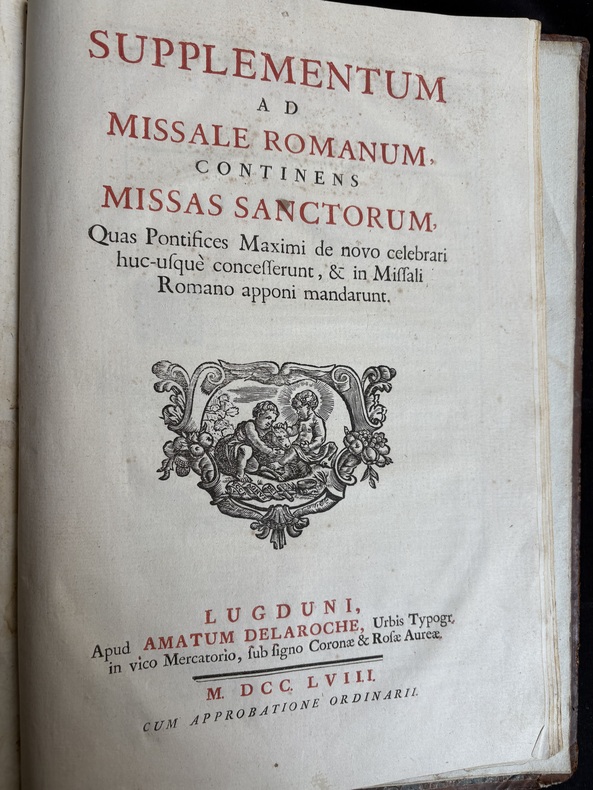 SUPPLEMENTUM
AD
MISSALE ROMANUM,
CONTINENS
MISSAS SANCTORUM,
Quas Pontifices Maximi de novo celebrari
huc-uſquè conceſſerunt, & in Miſſali
Romano apponi mandarunt.
LUGDUNI,
Apud AMATUM DELAROCHE, Urbis Typogr.
in vico Mercatorio, ſub ſigno Coronæ & Roſæ Aureæ.
M. DCC. LVIII.
CUM APPROBATIONE ORDINARII.